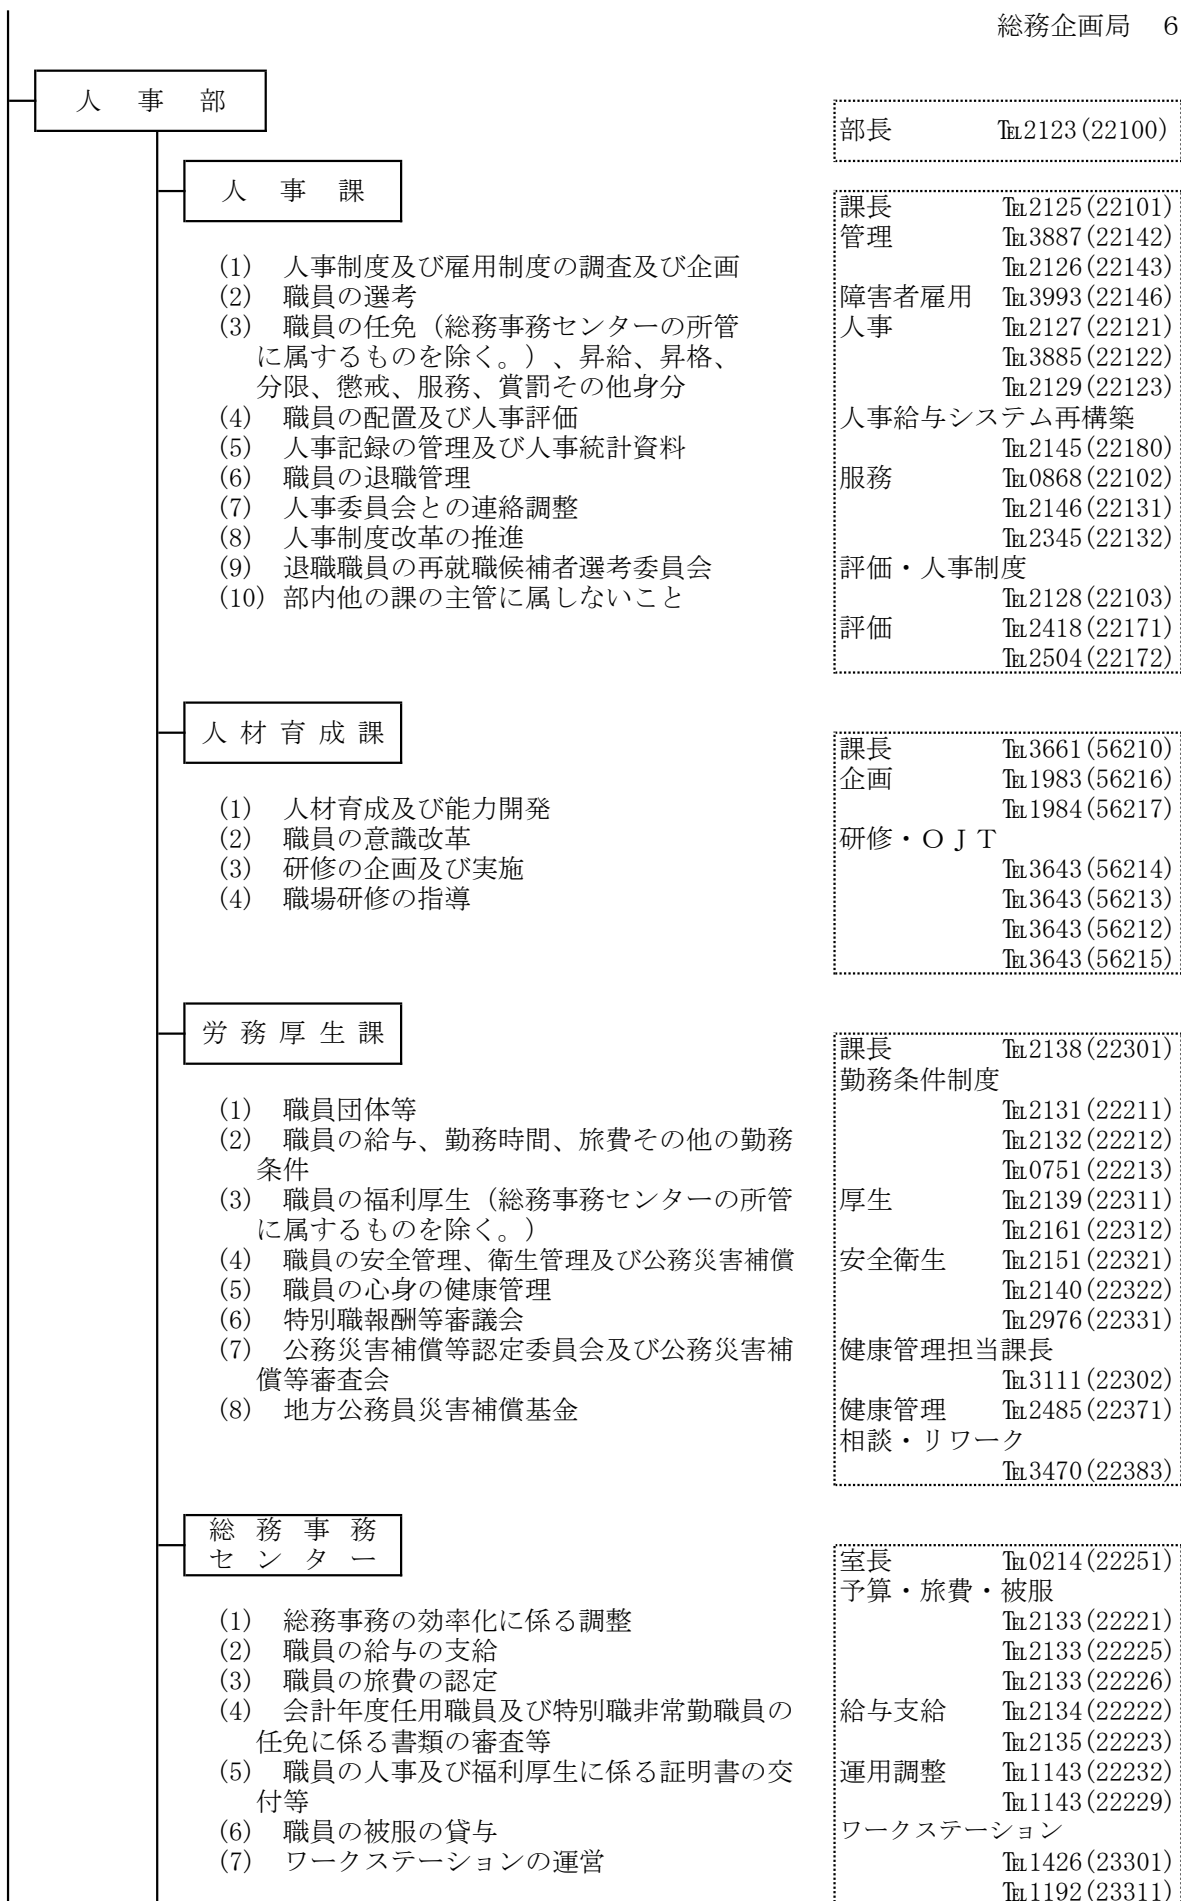 総務企画局　6
人　事　部
部長　℡2123(22100)
人　事　課
(1)　人事制度及び雇用制度の調査及び企画
(2)　職員の選考
(3)　職員の任免（総務事務センターの所管
に属するものを除く。）、昇給、昇格、
分限、懲戒、服務、賞罰その他身分
(4)　職員の配置及び人事評価
(5)　人事記録の管理及び人事統計資料
(6)　職員の退職管理
(7)　人事委員会との連絡調整
(8)　人事制度改革の推進
(9)　退職職員の再就職候補者選考委員会
(10) 部内他の課の主管に属しないこと
課長　℡2125(22101)
管理　℡3887(22142)
℡2126(22143)
障害者雇用　℡3993(22146)
人事　℡2127(22121)
℡3885(22122)
℡2129(22123)
人事給与システム再構築
℡2145(22180)
服務　℡0868(22102)
℡2146(22131)
℡2345(22132)
評価・人事制度
℡2128(22103)
評価　℡2418(22171)
℡2504(22172)
人材育成課
(1)　人材育成及び能力開発
(2)　職員の意識改革
(3)　研修の企画及び実施
(4)　職場研修の指導
課長　℡3661(56210)
企画　℡1983(56216)
℡1984(56217)
研修・ＯＪＴ
℡3643(56214)
℡3643(56213)
℡3643(56212)
℡3643(56215)
労務厚生課
(1)　職員団体等
(2)　職員の給与、勤務時間、旅費その他の勤務
条件
(3)　職員の福利厚生（総務事務センターの所管
に属するものを除く。）
(4)　職員の安全管理、衛生管理及び公務災害補償
(5)　職員の心身の健康管理
(6)　特別職報酬等審議会
(7)　公務災害補償等認定委員会及び公務災害補
償等審査会
(8)　地方公務員災害補償基金
課長　℡2138(22301)
勤務条件制度
℡2131(22211)
℡2132(22212)
℡0751(22213)
厚生　℡2139(22311)
℡2161(22312)
安全衛生　℡2151(22321)
℡2140(22322)
℡2976(22331)
健康管理担当課長
℡3111(22302)
健康管理　℡2485(22371)
相談・リワーク
℡3470(22383)
総務事務
センター
(1)　総務事務の効率化に係る調整
(2)　職員の給与の支給
(3)　職員の旅費の認定
(4)　会計年度任用職員及び特別職非常勤職員の
任免に係る書類の審査等
(5)　職員の人事及び福利厚生に係る証明書の交
付等
(6)　職員の被服の貸与
(7)　ワークステーションの運営
室長　℡0214(22251)
予算・旅費・被服
℡2133(22221)
℡2133(22225)
℡2133(22226)
給与支給　℡2134(22222)
℡2135(22223)
運用調整　℡1143(22232)
℡1143(22229)
ワークステーション
℡1426(23301)
℡1192(23311)